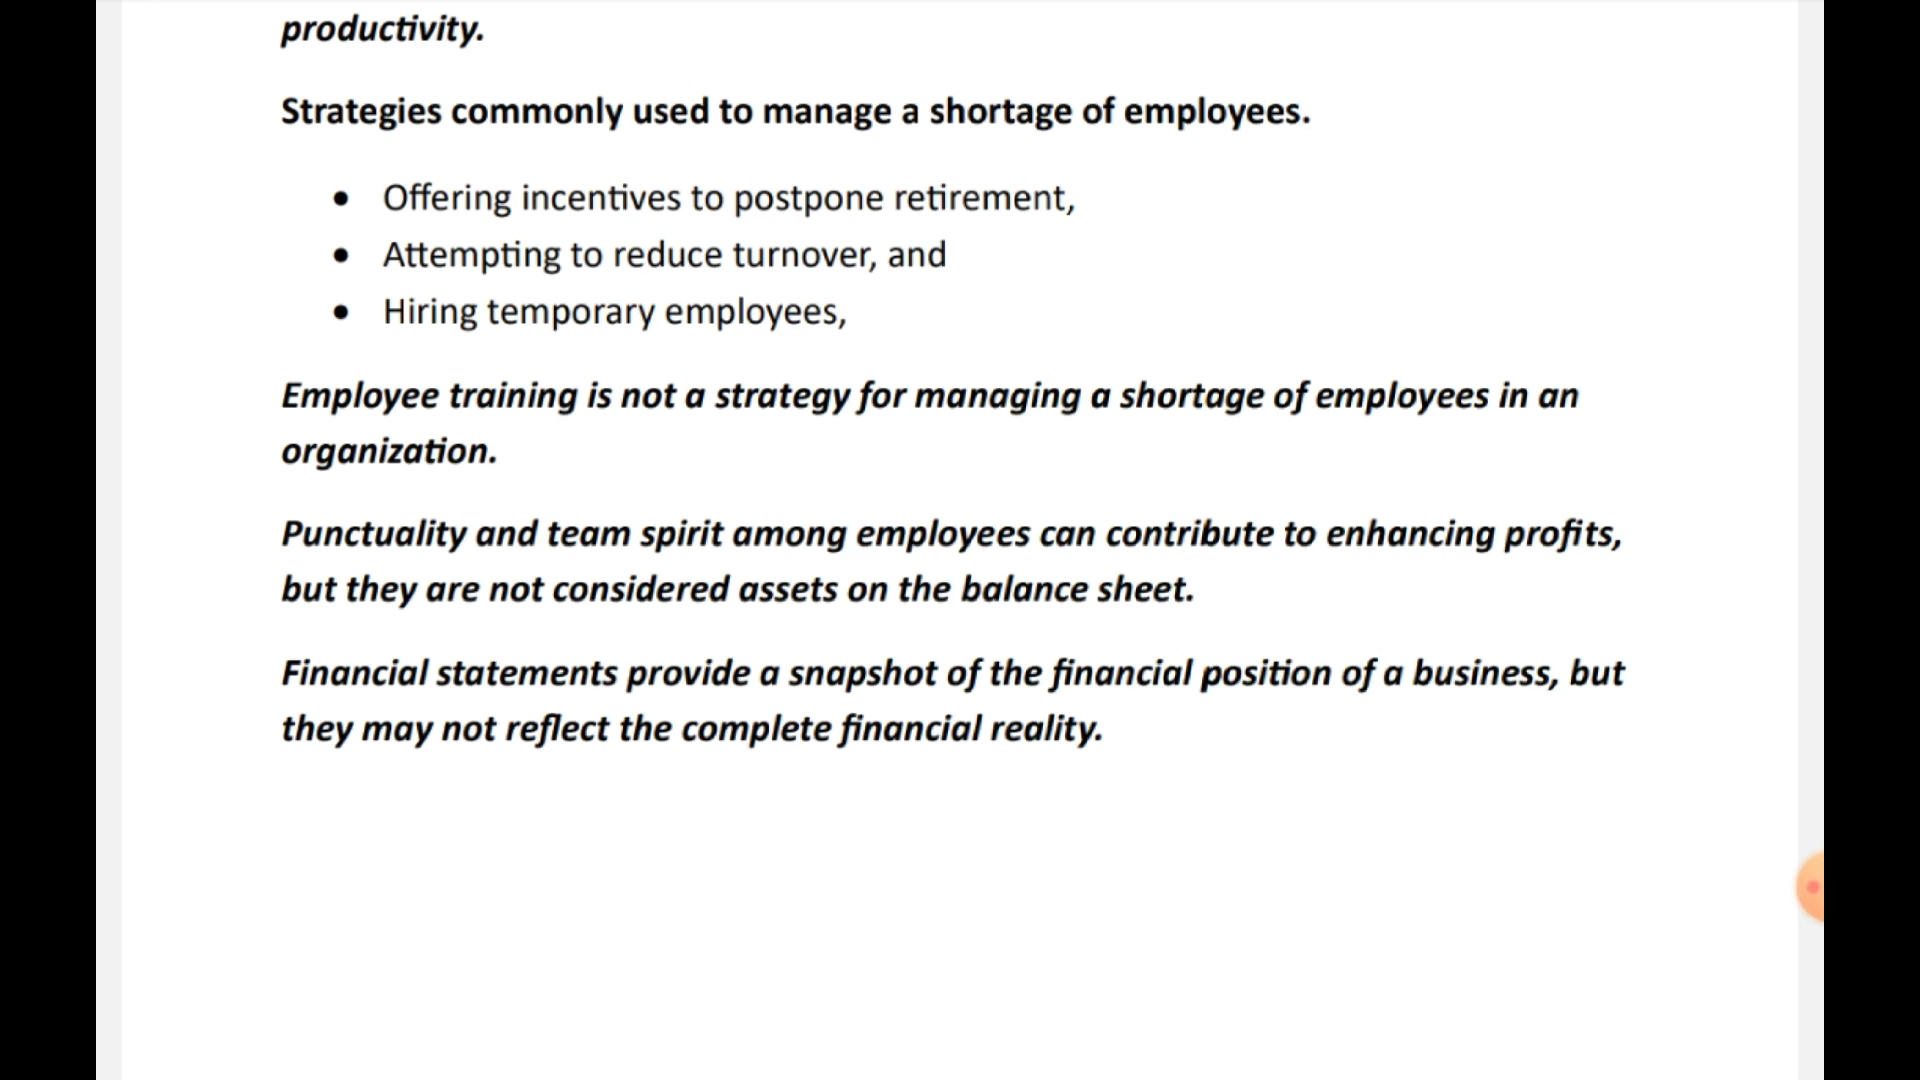 productivity.
Strategies commonly used to manage a shortage of employees.
• Offering incentives to postpone retirement,
• Attempting to reduce turnover, and
• Hiring temporary employees,
Employee training is not a strategy for managing a shortage of employees in an
organization.
Punctuality and team spirit among employees can contribute to enhancing profits,
but they are not considered assets on the balance sheet.
Financial statements provide a snapshot of the financial position of a business, but
they may not reflect the complete financial reality.